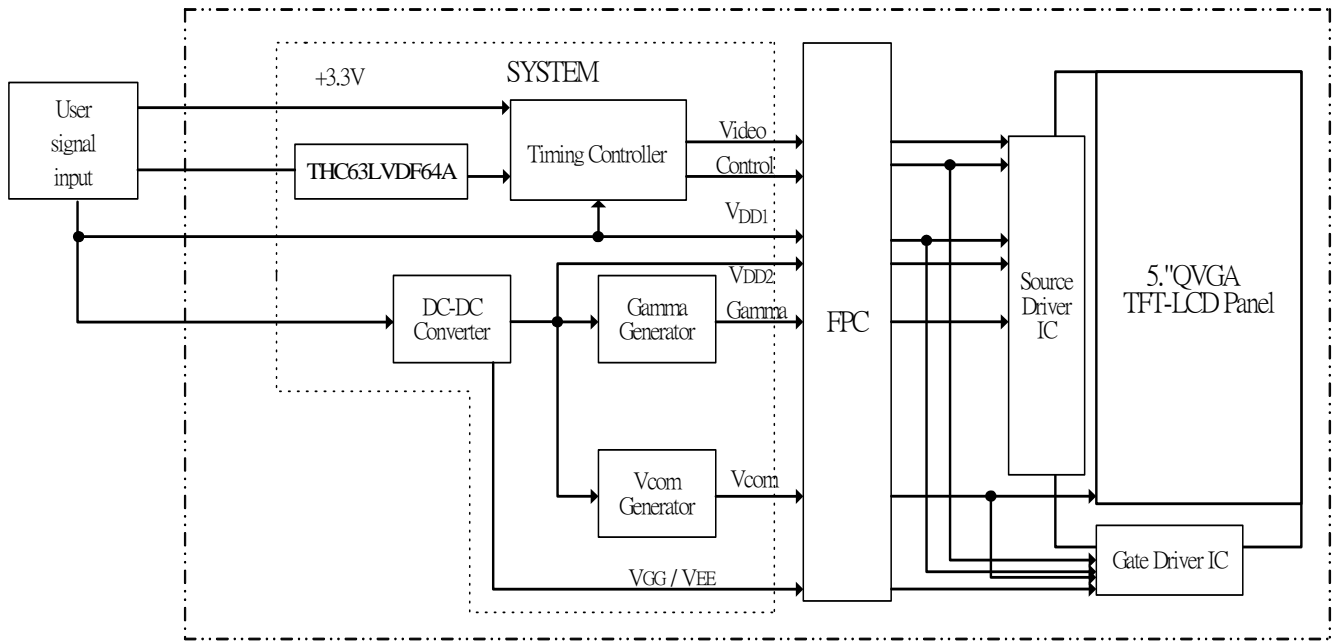 +3.3V
SYSTEM
User
signal
input
THC63LVDF64A
Timing Controller
Video
Control
VDD1
VDD2
DC-DC
Converter
Gamma
Generator
Gamma
Vcom
Generator
Vcom
VGG / VEE
FPC
Source
Driver
IC
5."QVGA
TFT-LCD Panel
Gate Driver IC